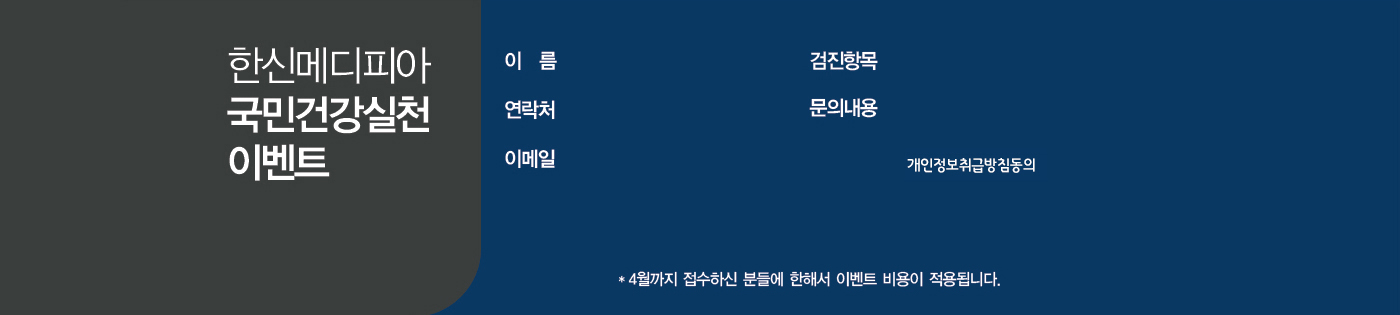 한신메디피아
국민건강실천
이벤트
이 름
연락처
이메일
검진항목
문의내용
개인정보취급방침동의
* 4월까지 접수하신 분들에 한해서 이벤트 비용이 적용됩니다.